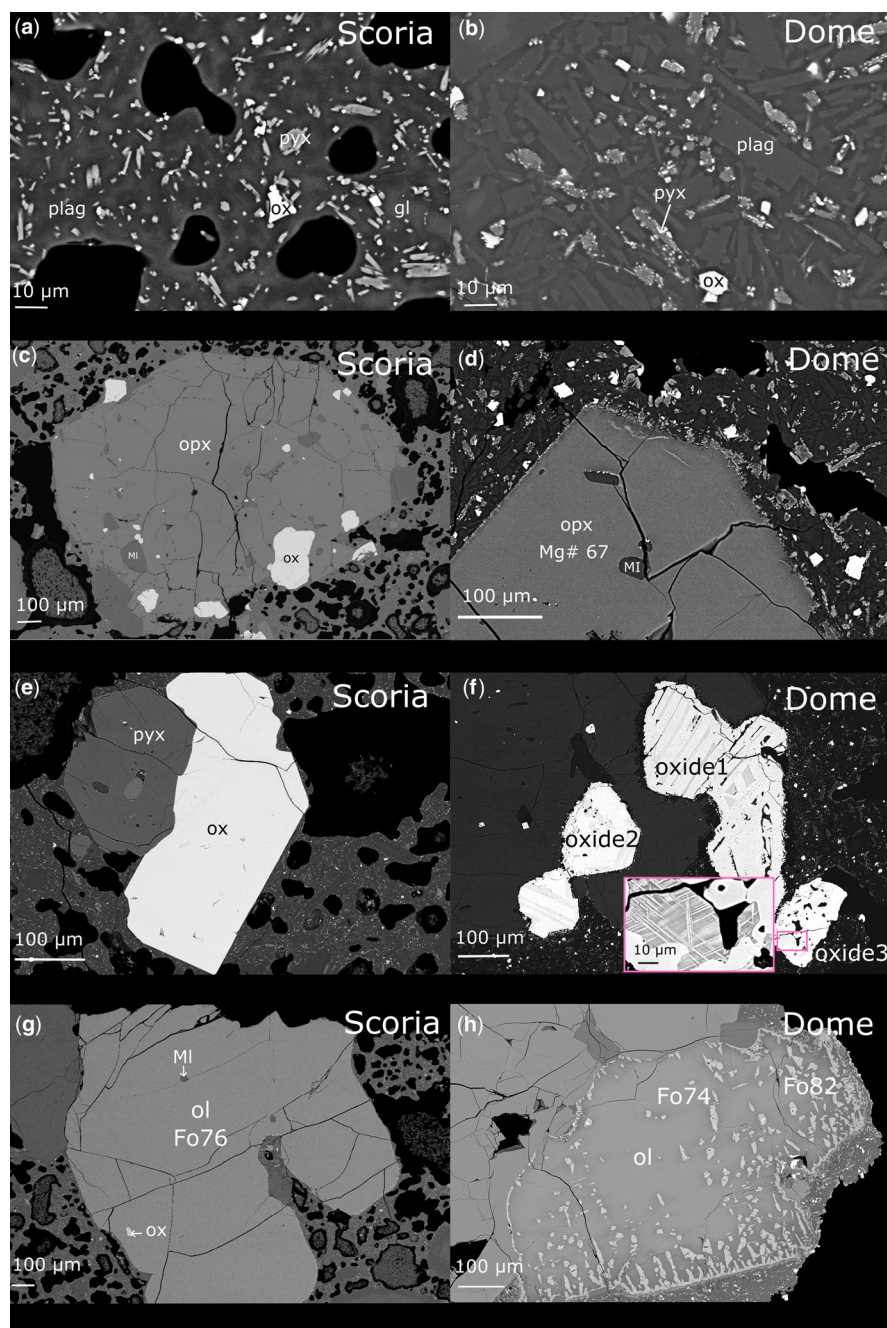 (a)
Scoria
pyx
plag
ox
gl
10 µm
(b)
Dome
plag
pyx
ox
10 µm
(c)
Scoria
opx
MI
ox
100 µm
(d)
Dome
opx
Mg# 67
MI
100 µm
(e)
Scoria
pyx
ox
100 µm
(f)
Dome
oxide1
oxide2
10 µm
100 µm
oxide3
(g)
Scoria
MI
ol
Fo76
ox
100 µm
(h)
Dome
Fo74
Fo82
ol
100 µm